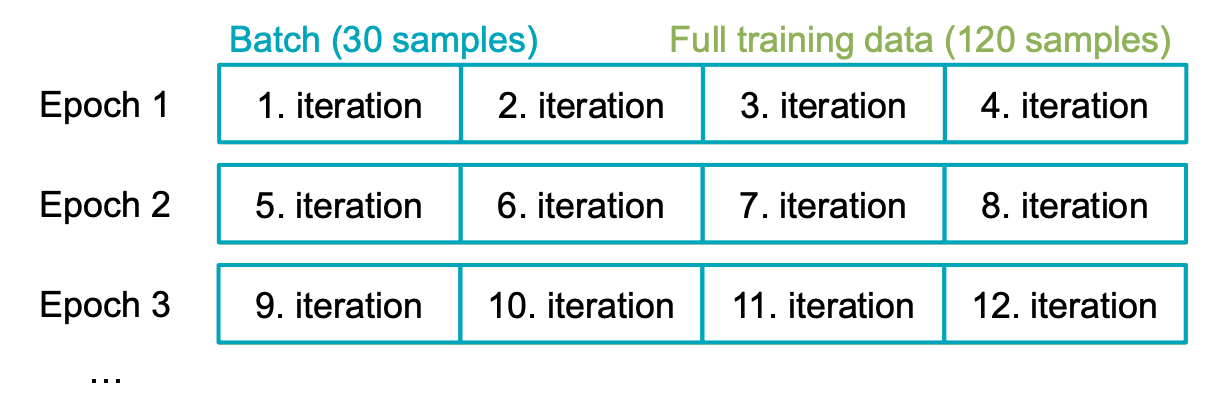 Batch (30 samples) Full training data (120 samples)
Epoch 1 1. iteration 2. iteration 3. iteration 4. iteration
Epoch 2 5. iteration 6. iteration 7. iteration 8. iteration
Epoch 3 9. iteration 10. iteration 11. iteration 12. iteration
...